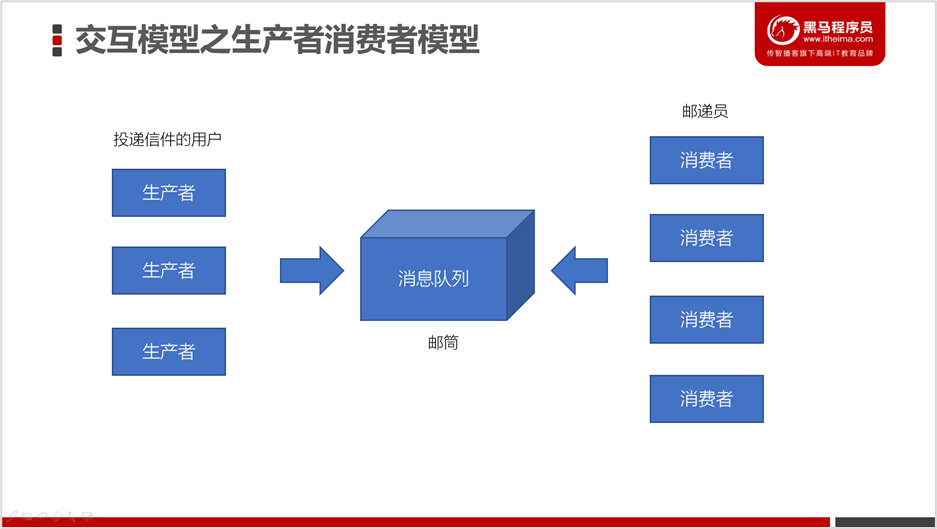 交互模型之生产者消费者模型
黑马程序员
www.itheima.com
传智播客旗下高端IT教育品牌
投递信件的用户
生产者
生产者
生产者
消息队列
邮筒
邮递员
消费者
消费者
消费者
消费者